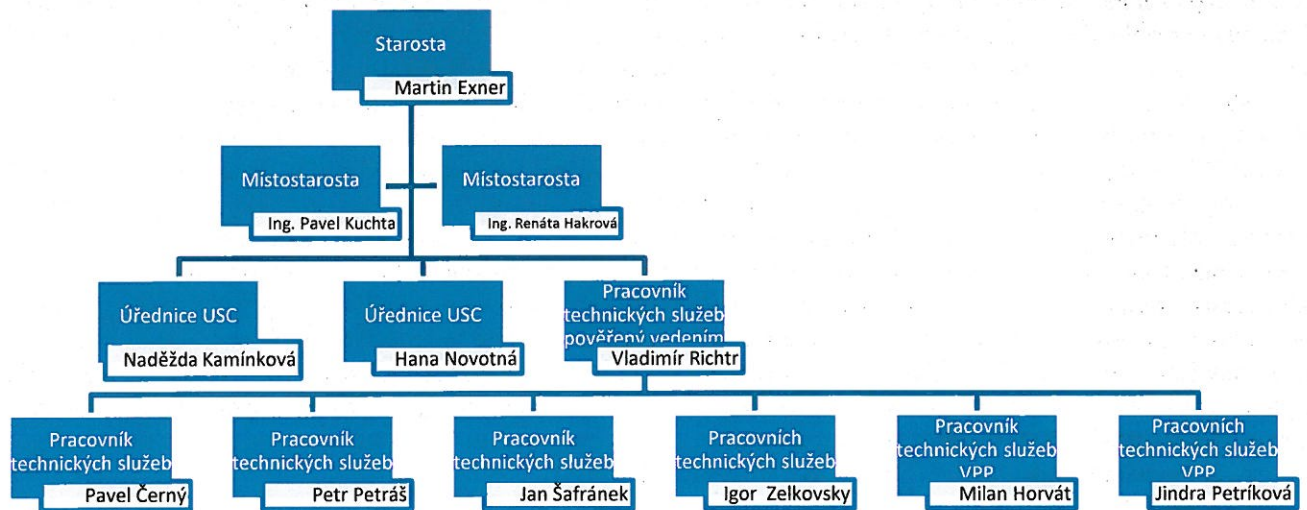 Starosta
Martin Exner
Místostarosta
Ing. Pavel Kuchta
Místostarosta
Ing. Renáta Hakrová
Úřednice USC
Naděžda Kamínková
Úřednice USC
Hana Novotná
Pracovník
technických služeb
pověřený vedením
Vladimír Richtr
Pracovník
technických služeb
Pavel Černý
Pracovník
technických služeb
Petr Petráš
Pracovník
technických služeb
Jan Šafránek
Pracovních
technických služeb
Igor Zelkovsky
Pracovník
technických služeb
VPP
Milan Horvát
Pracovních
technických služeb
VPP
Jindra Petríková